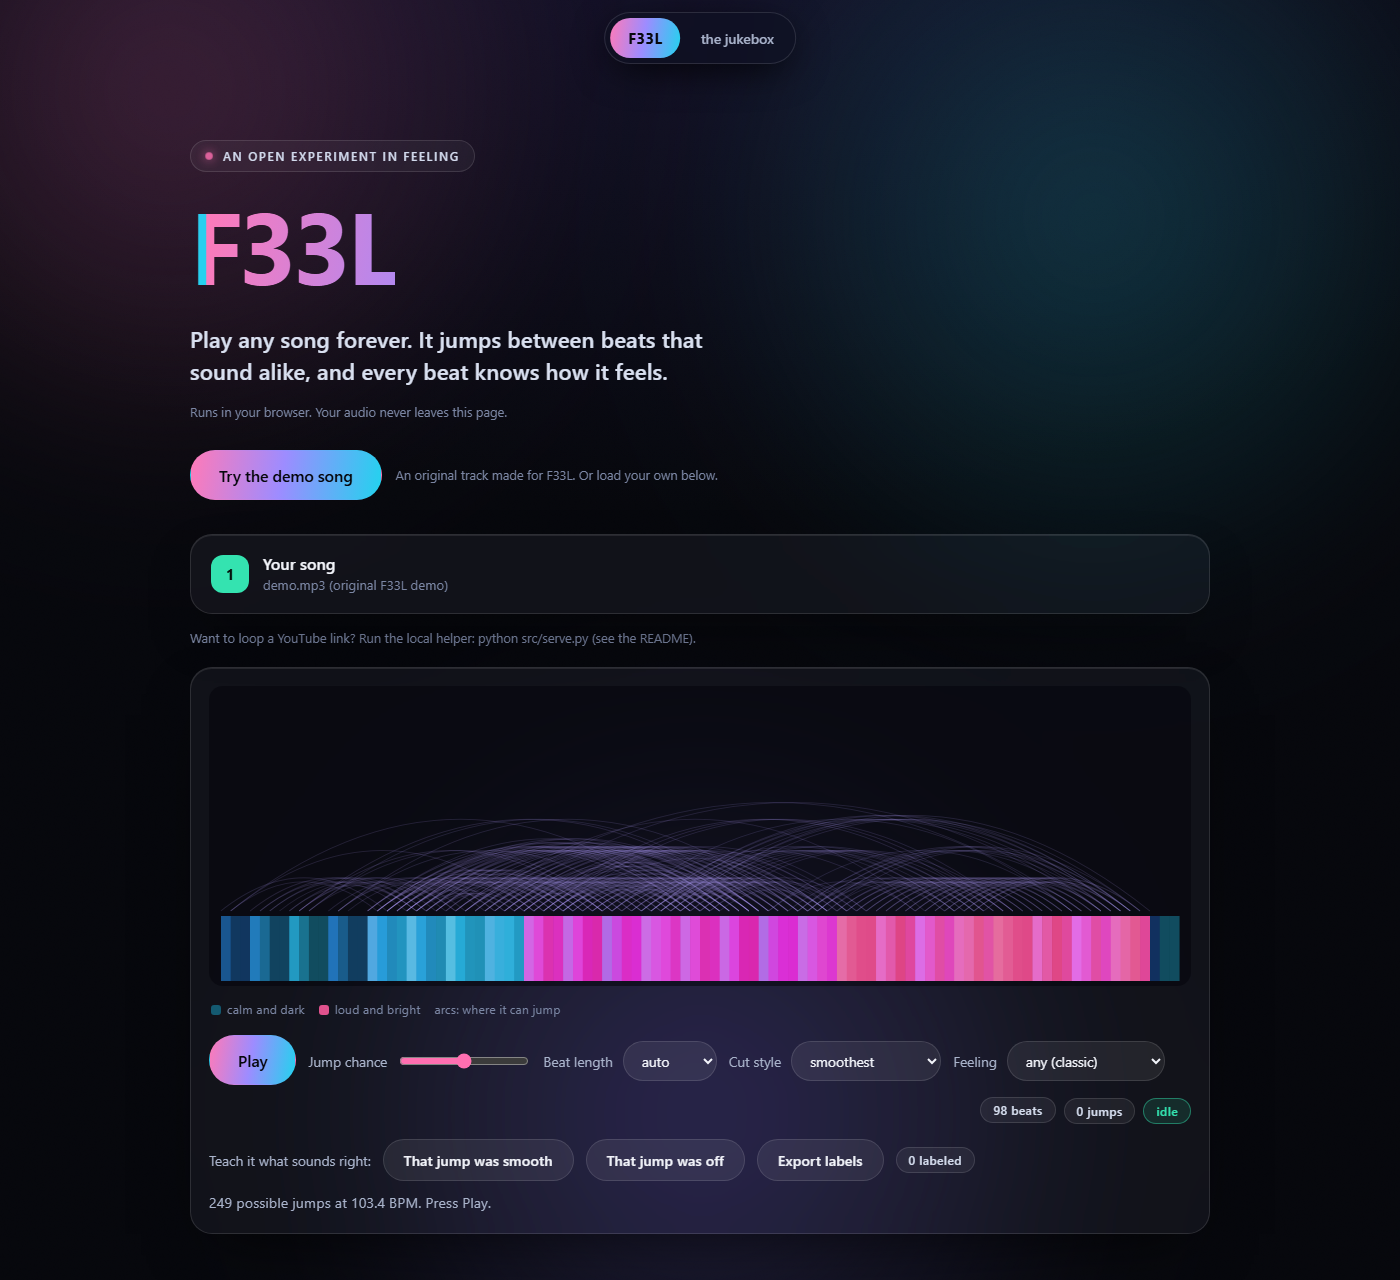 F33L the jukebox
AN OPEN EXPERIMENT IN FEELING
F33L
Play any song forever. It jumps between beats that
sound alike, and every beat knows how it feels.
Runs in your browser. Your audio never leaves this page.
Try the demo song An original track made for F33L. Or load your own below.
1 Your song
demo.mp3 (original F33L demo)
Want to loop a YouTube link? Run the local helper: python src/serve.py (see the README).
calm and dark loud and bright arcs: where it can jump
Play Jump chance Beat length auto Cut style smoothest Feeling any (classic)
98 beats 0 jumps idle
Teach it what sounds right: That jump was smooth That jump was off Export labels 0 labeled
249 possible jumps at 103.4 BPM. Press Play.